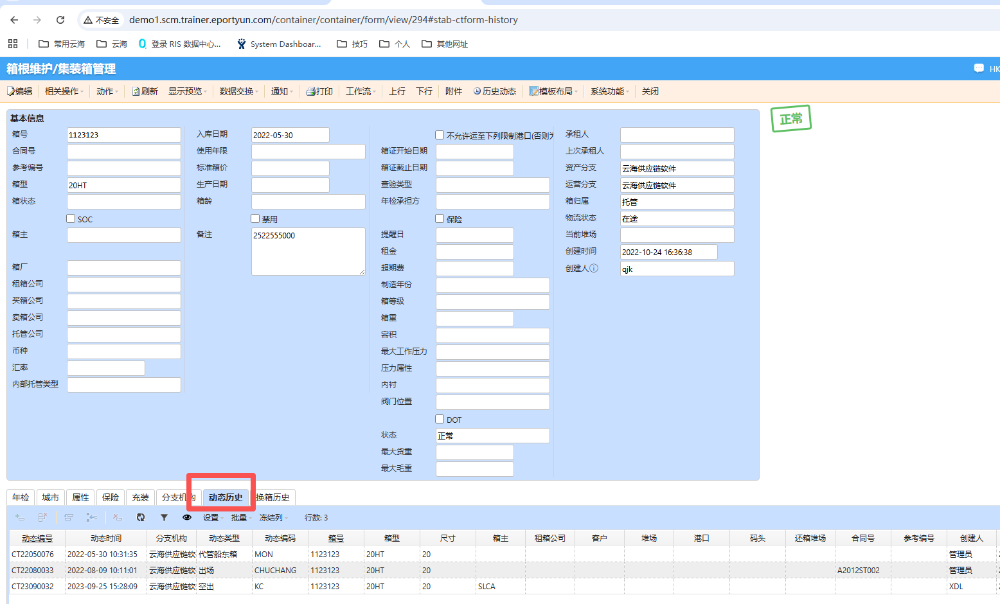 不安全 demo1.scm.trainer.eportyun.com/container/container/form/view/294#stab-ctform-history
常用云海 云海 登录 RIS 数据中心... System Dashboar... 技巧 个人 其他网址
箱根维护/集装箱管理 HK
编辑 相关操作 动作 刷新 显示预览 数据交换 通知 打印 工作流 上行 下行 附件 历史动态 模板布局 系统功能 关闭
正常
基本信息
箱号 1123123 入库日期 2022-05-30 不允许运至下列限制港口(否则为 承租人
合同号 使用年限 箱证开始日期 上次承租人
参考编号 标准箱价 箱证截止日期 资产分支 云海供应链软件
箱型 20HT 生产日期 查验类型 运营分支 云海供应链软件
箱状态 箱龄 年检承担方 箱归属 托管
SOC 禁用 保险 物流状态 在途
箱主 备注 2522555000 提醒日 当前堆场
租金 创建时间 2022-10-24 16:36:38
箱厂 超期费 创建人 qjk
租箱公司 制造年份
买箱公司 箱等级
卖箱公司 箱重
托管公司 容积
币种 最大工作压力
汇率 压力属性
内部托管类型 内衬
阀门位置
DOT
状态 正常
最大货重
最大毛重
年检 城市 属性 保险 充装 分支机构 动态历史 换箱历史
设置 批量 冻结列 行数: 3
动态编号 动态时间 分支机构 动态类型 动态编码 箱号 箱型 尺寸 箱主 租箱公司 客户 堆场 港口 码头 还箱堆场 合同号 参考编号 创建人
CT22050076 2022-05-30 10:31:35 云海供应链软 代管船东箱 MON 1123123 20HT 20 管理员
CT22080033 2022-08-09 10:11:01 云海供应链软 出场 CHUCHANG 1123123 20HT 20 A2012ST002 管理员
CT23090032 2023-09-25 15:28:09 云海供应链软 空出 KC 1123123 20HT 20 SLCA XDL